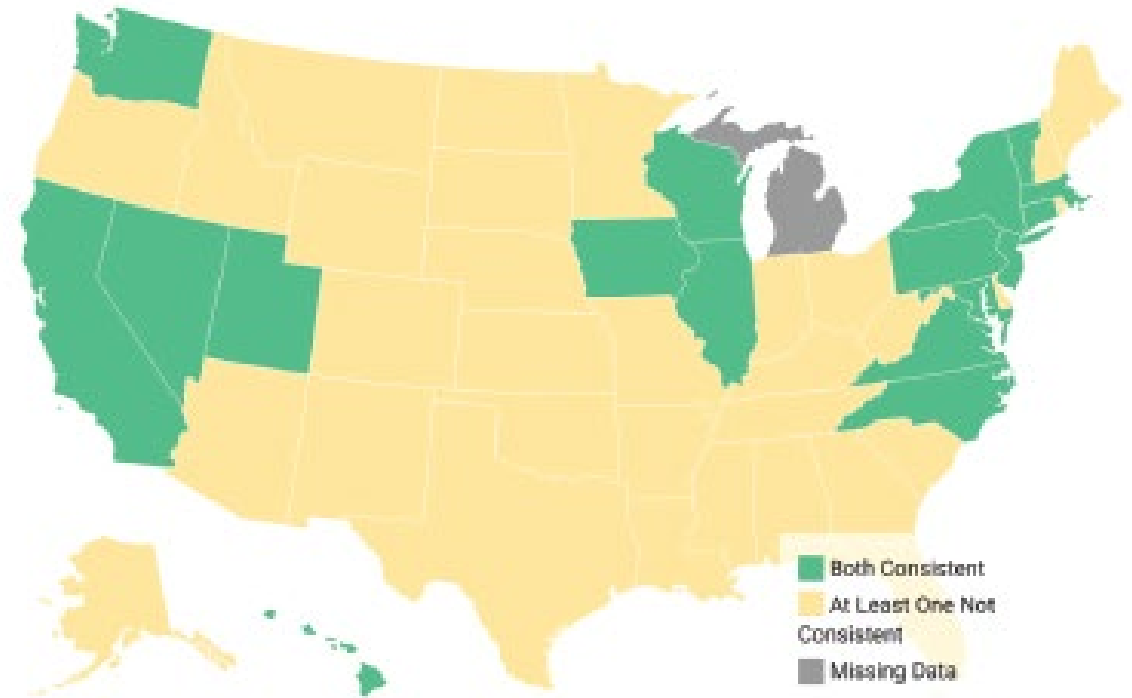 Both Consistent
At Least One Not
Consistent
Missing Data